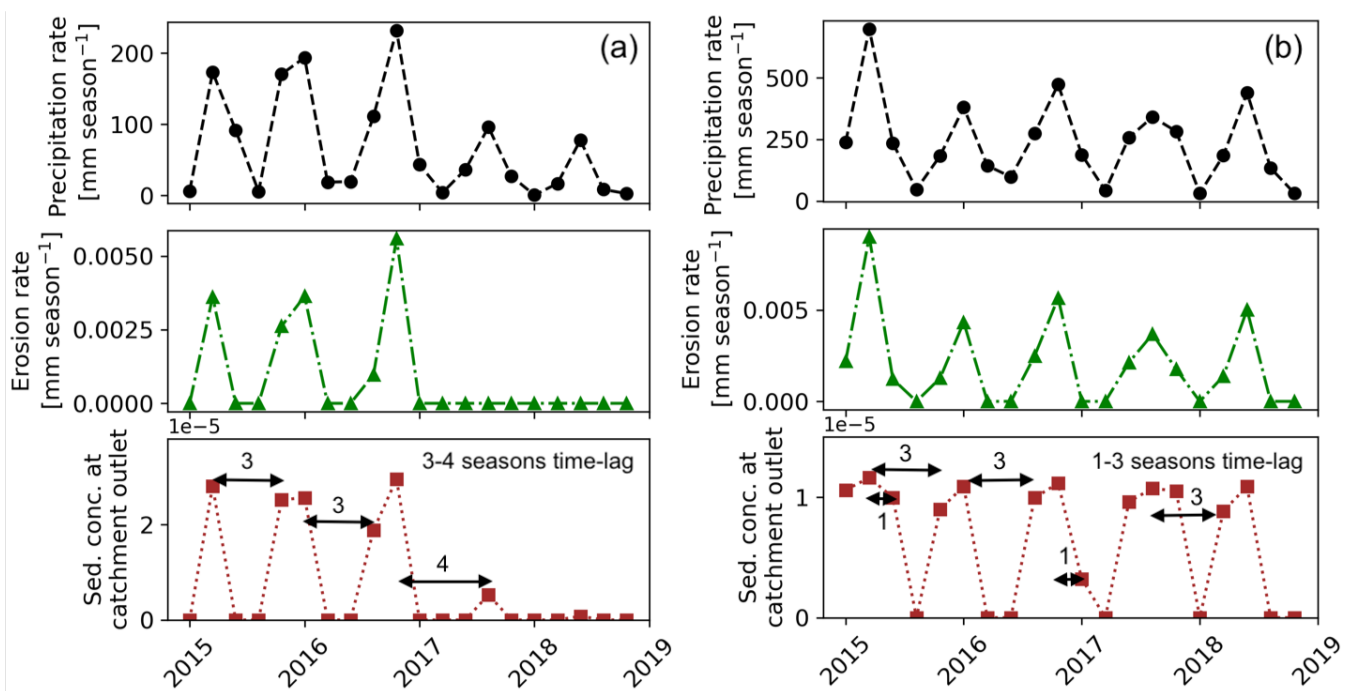 Precipitation rate
[mm season⁻¹]
200
100
0
(a)
Erosion rate
[mm season⁻¹]
0.0050
0.0025
0.0000
1e−5
Sed. conc. at
catchment outlet
2
0
3-4 seasons time-lag
3
3
4
2015
2016
2017
2018
2019
Precipitation rate
[mm season⁻¹]
500
250
0
(b)
Erosion rate
[mm season⁻¹]
0.005
0.000
1e−5
Sed. conc. at
catchment outlet
1
0
1-3 seasons time-lag
3
3
1
3
1
2015
2016
2017
2018
2019